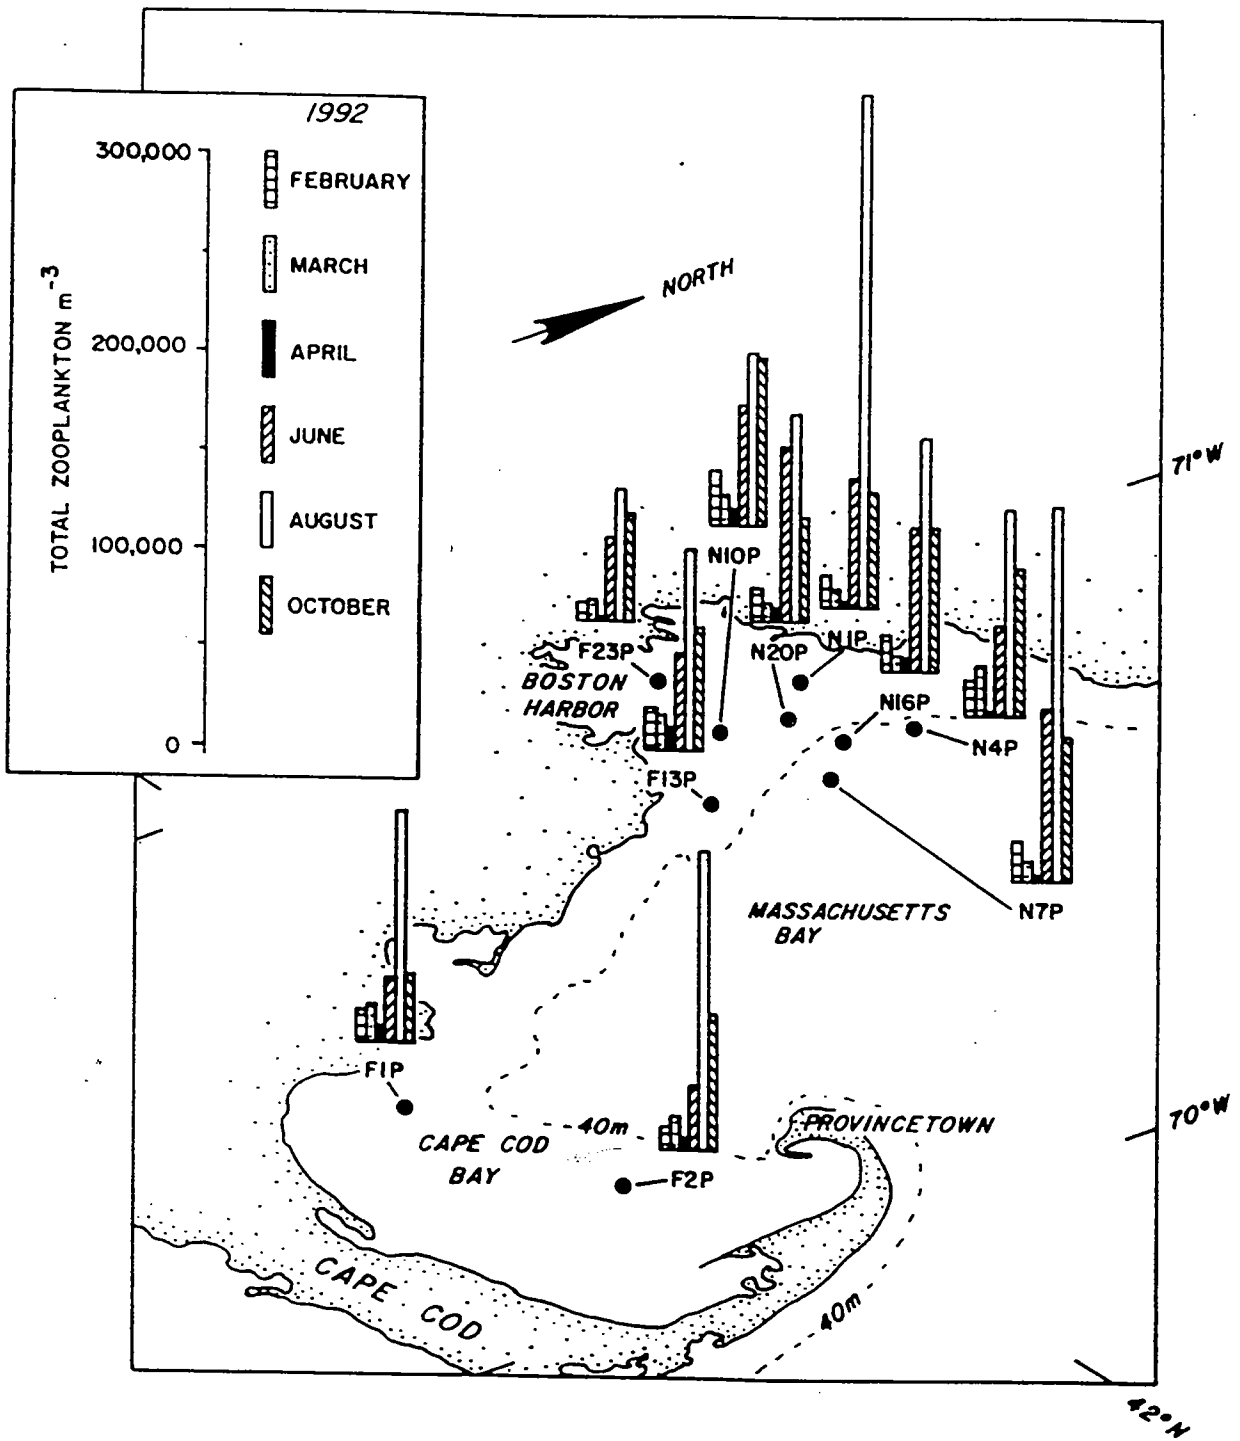 1992
300,000
200,000
100,000
0
TOTAL ZOOPLANKTON m⁻³
FEBRUARY
MARCH
APRIL
JUNE
AUGUST
OCTOBER
NORTH
71°W
N10P
F23P
N20P
N1P
BOSTON
HARBOR
N16P
N4P
F13P
MASSACHUSETTS
BAY
N7P
F1P
70°W
40m
PROVINCETOWN
CAPE COD
BAY
F2P
CAPE COD
40m
42°N